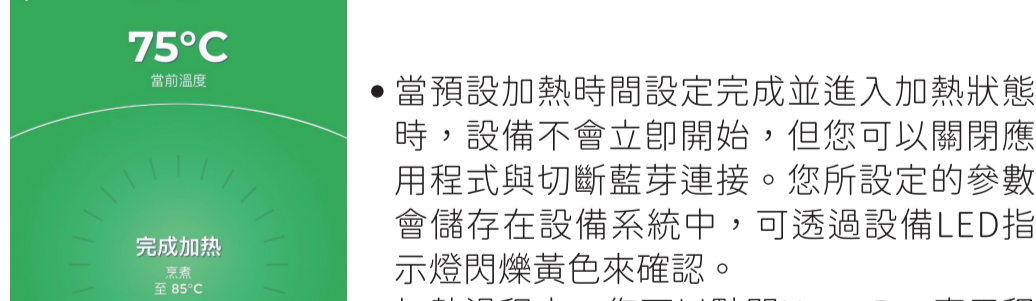 75°C
當前溫度
完成加热
烹煮
至 85°C
•當預設加熱時間設定完成並進入加熱狀態
時，設備不會立即開始，但您可以關閉應
用程式與切斷藍芽連接。您所設定的參數
會儲存在設備系統中，可透過設備LED指
示燈閃爍黃色來確認。